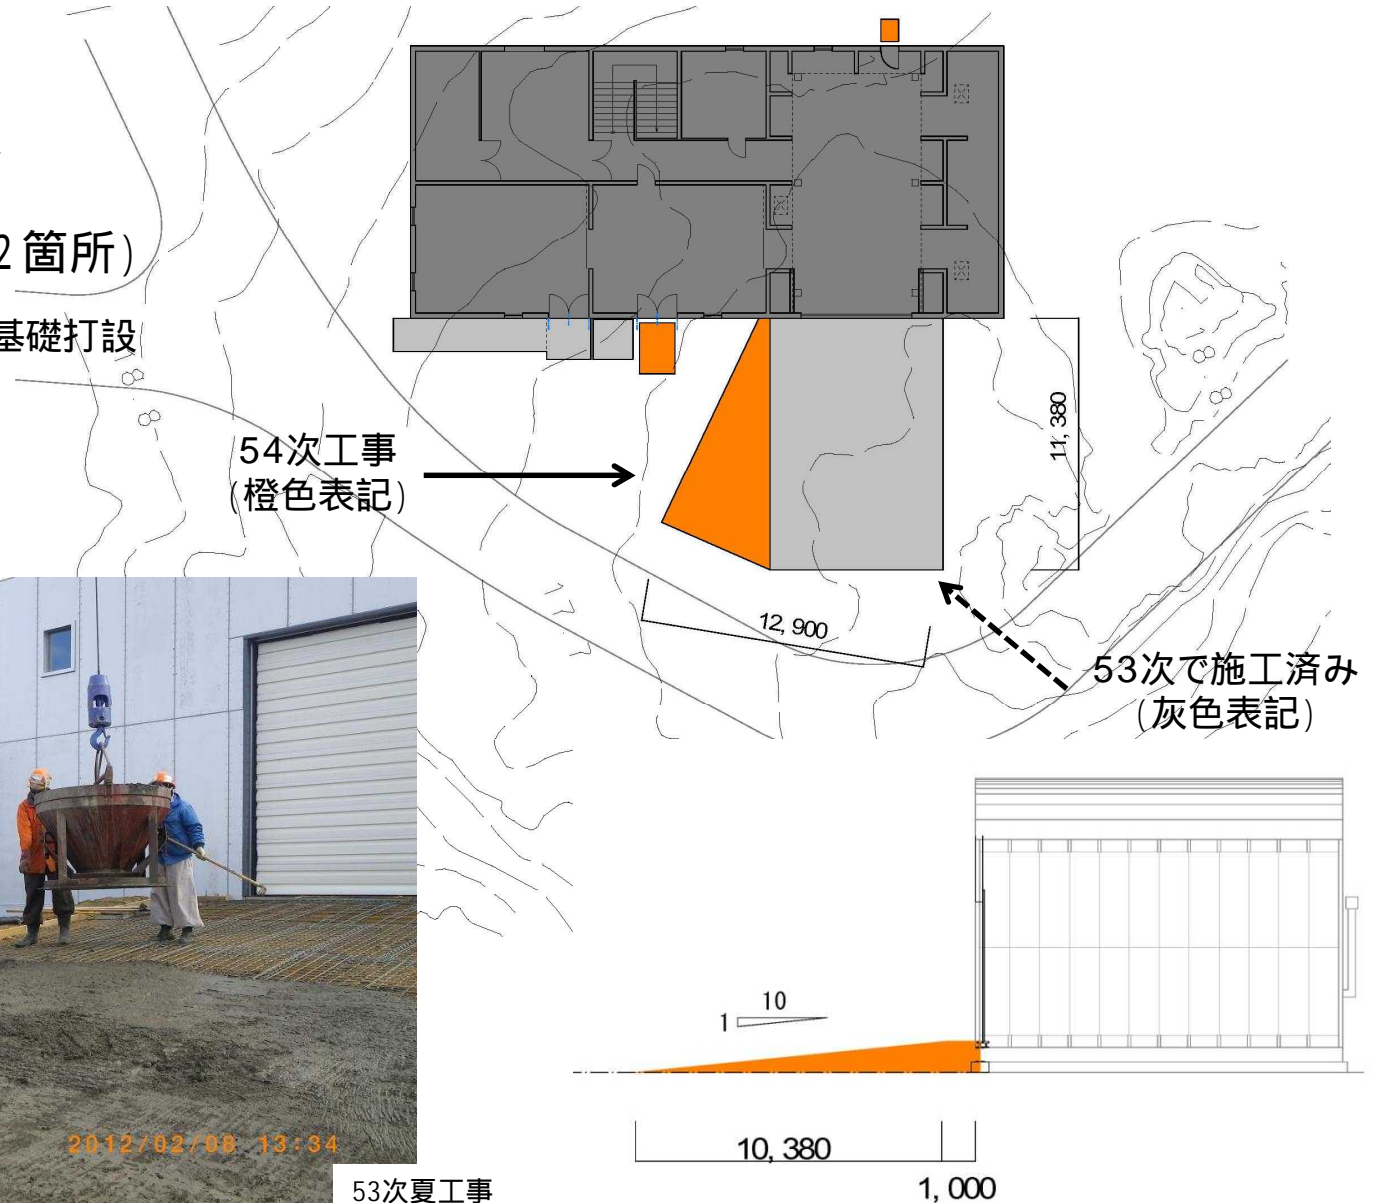 2箇所)
基礎打設
54次工事
(橙色表記)
11,380
12,900
53次で施工済み
(灰色表記)
10
1
2012/02/08 13:34
10,380
1,000
53次夏工事